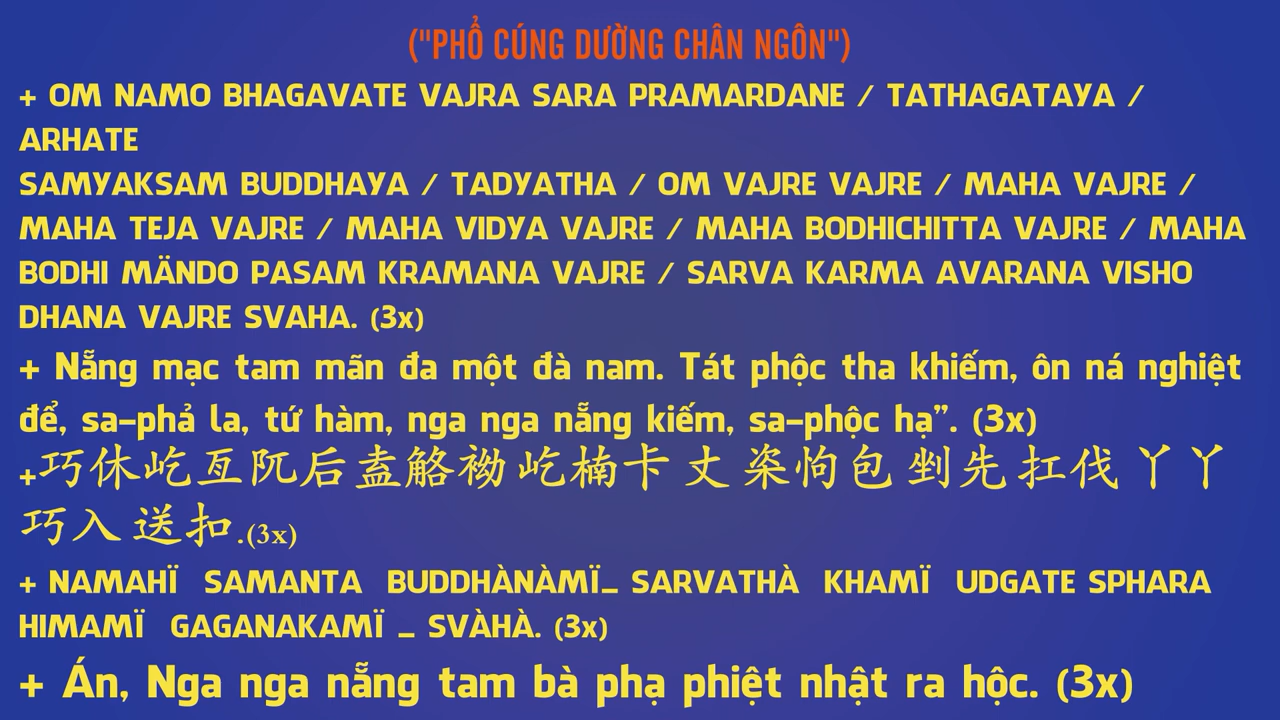 ("PHỔ CÚNG DƯỜNG CHÂN NGÔN")
+ OM NAMO BHAGAVATE VAJRA SARA PRAMARDANE / TATHAGATAYA /
ARHATE
SAMYAKSAM BUDDHAYA / TADYATHA / OM VAJRE VAJRE / MAHA VAJRE /
MAHA TEJA VAJRE / MAHA VIDYA VAJRE / MAHA BODHICHITTA VAJRE / MAHA
BODHI MÄNDO PASAM KRAMANA VAJRE / SARVA KARMA AVARANA VISHO
DHANA VAJRE SVAHA. (3x)
+ Nẵng mạc tam mãn đa một đà nam. Tát phộc tha khiếm, ôn ná nghiệt
để, sa-phả la, tứ hàm, nga nga nẵng kiếm, sa-phộc hạ”. (3x)
+巧休屹亙阢后盍觡袎屹楠卡丈 粢怐包 剉先扛伐 丫丫
巧入送扣.(3x)
+ NAMAHÏ SAMANTA BUDDHÀNÀMÏ_ SARVATHÀ KHAMÏ UDGATE SPHARA
HIMAMÏ GAGANAKAMÏ _ SVÀHÀ. (3x)
+ Án, Nga nga nẵng tam bà phạ phiệt nhật ra hộc. (3x)